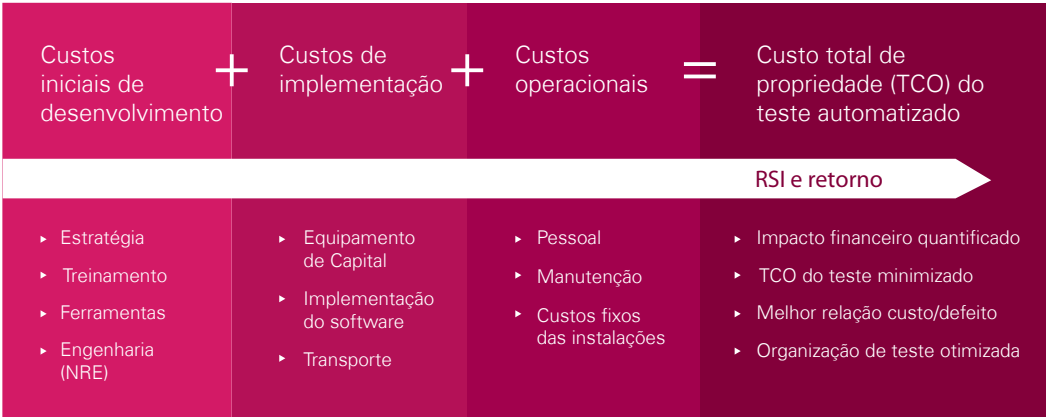 Custos
iniciais de
desenvolvimento
+
Custos de
implementação
+
Custos
operacionais
=
Custo total de
propriedade (TCO) do
teste automatizado
RSI e retorno
▸ Estratégia
▸ Treinamento
▸ Ferramentas
▸ Engenharia
(NRE)
▸ Equipamento
de Capital
▸ Implementação
do software
▸ Transporte
▸ Pessoal
▸ Manutenção
▸ Custos fixos
das instalações
▸ Impacto financeiro quantificado
▸ TCO do teste minimizado
▸ Melhor relação custo/defeito
▸ Organização de teste otimizada